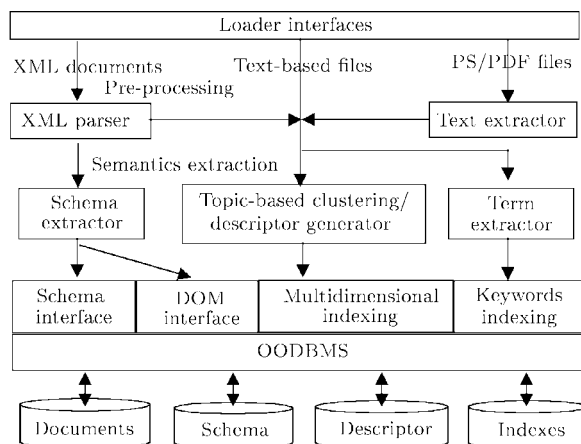 Loader interfaces
XML documents
Text-based files
PS/PDF files
Pre-processing
XML parser
Text extractor
Semantics extraction
Schema
extractor
Topic-based clustering/
descriptor generator
Term
extractor
Schema
interface
DOM
interface
Multidimensional
indexing
Keywords
indexing
OODBMS
Documents
Schema
Descriptor
Indexes